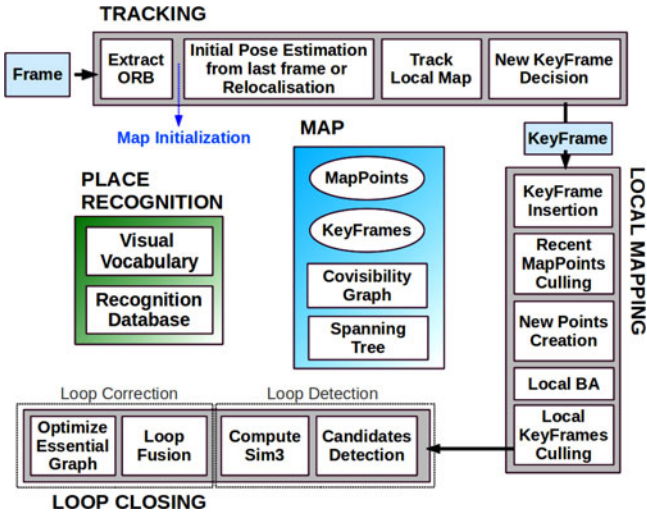 TRACKING
Frame
Extract
ORB
Initial Pose Estimation
from last frame or
Relocalisation
Track
Local Map
New KeyFrame
Decision
Map Initialization
KeyFrame
MAP
MapPoints
KeyFrames
Covisibility
Graph
Spanning
Tree
PLACE
RECOGNITION
Visual
Vocabulary
Recognition
Database
LOCAL MAPPING
KeyFrame
Insertion
Recent
MapPoints
Culling
New Points
Creation
Local BA
Local
KeyFrames
Culling
Loop Correction
Loop Detection
Optimize
Essential
Graph
Loop
Fusion
Compute
Sim3
Candidates
Detection
LOOP CLOSING